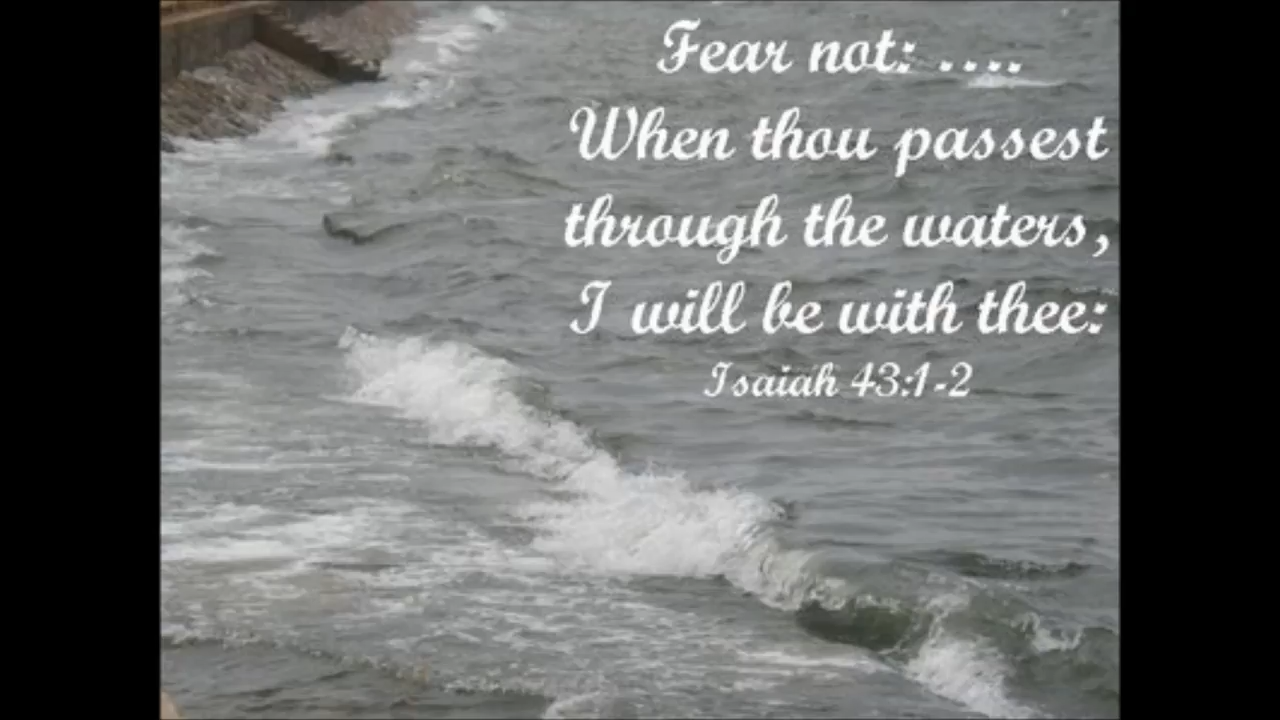 Fear not: ....
When thou passest
through the waters,
I will be with thee:
Isaiah 43:1-2